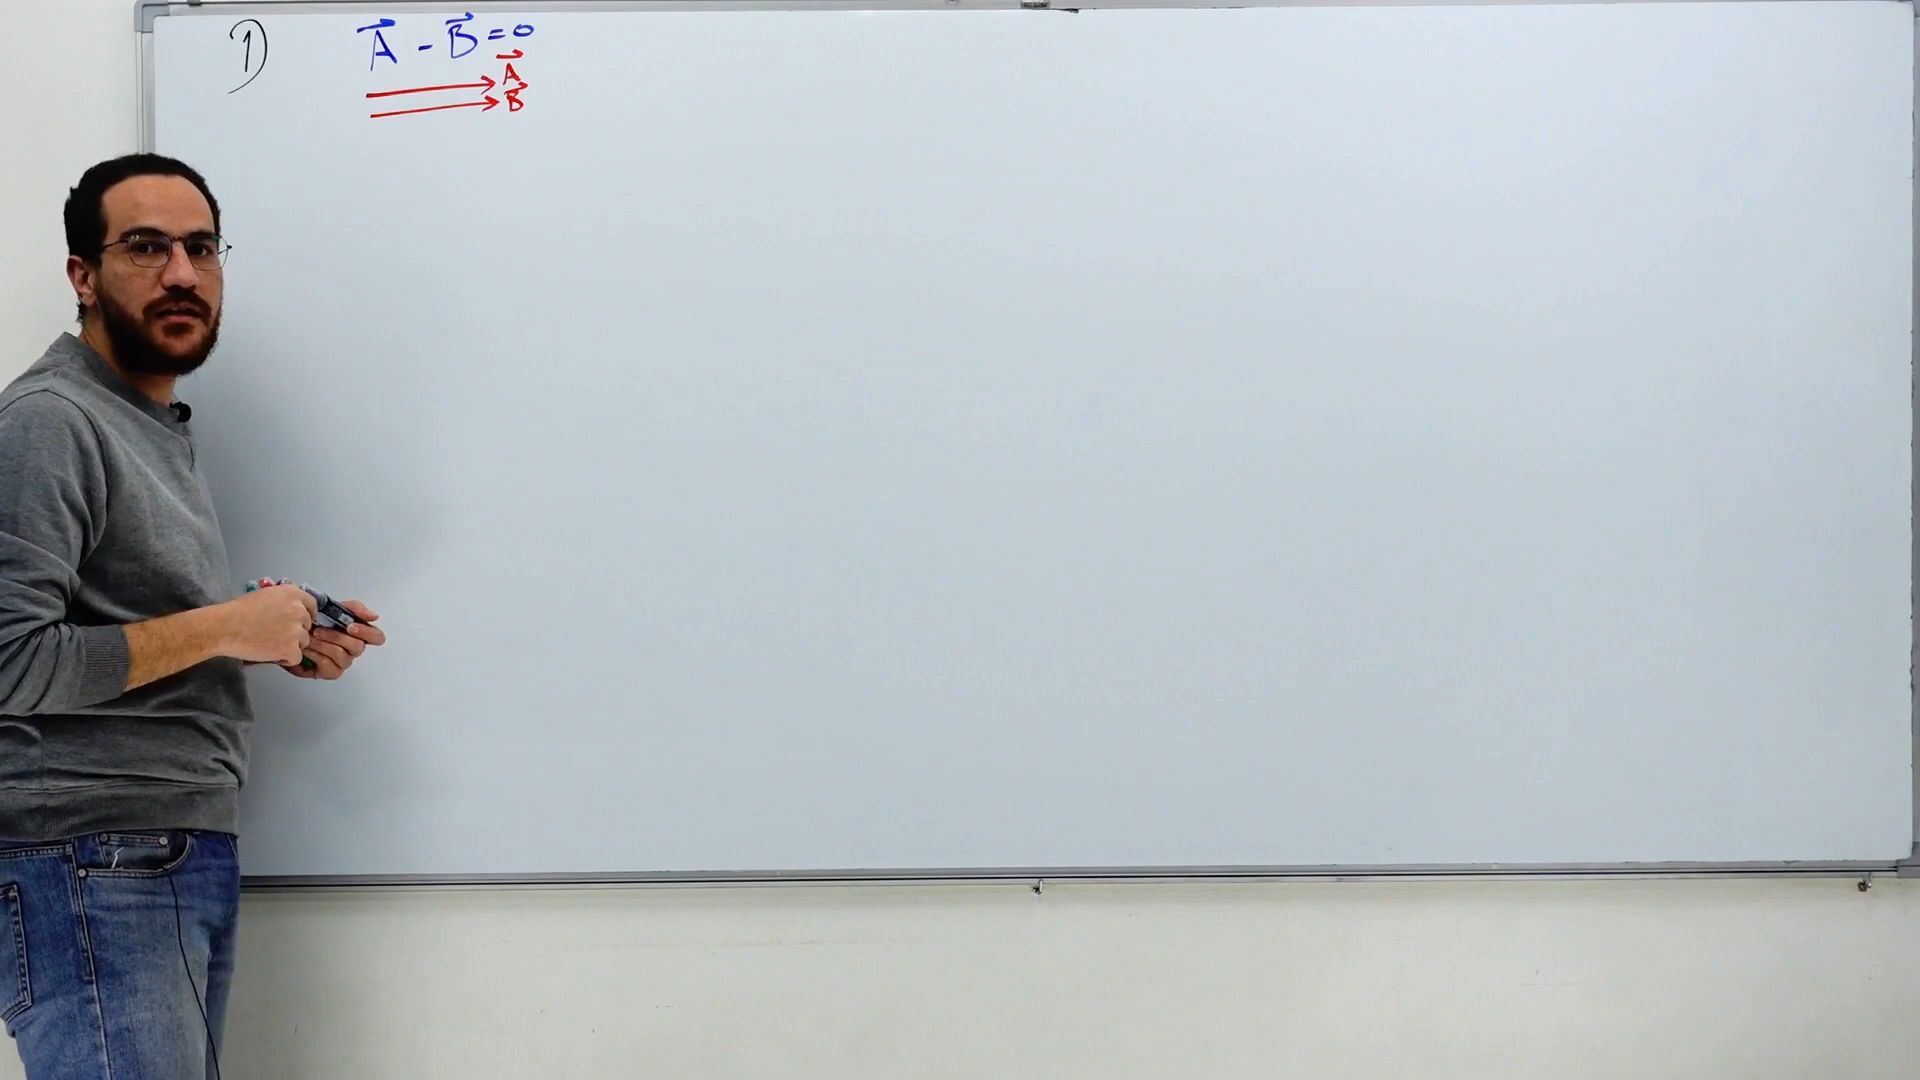 1) A⃗ - B⃗ = 0
A⃗
B⃗